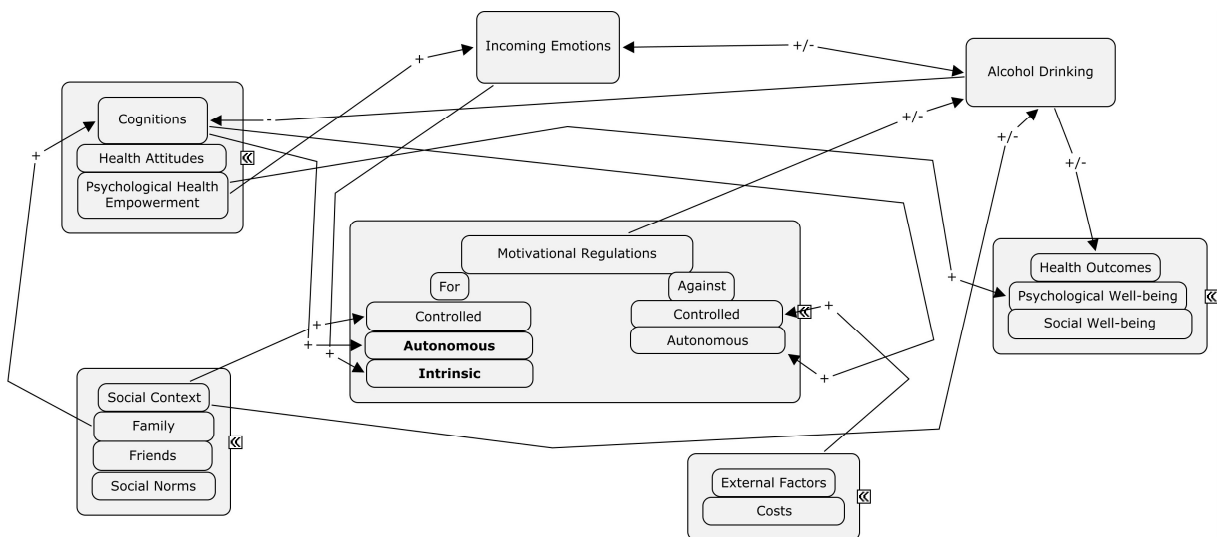 Incoming Emotions
+
+/-
Alcohol Drinking
Cognitions
-
+/-
+/-
Health Attitudes
Psychological Health
Empowerment
+
+/-
Motivational Regulations
For
Against
Controlled
Autonomous
Intrinsic
Controlled
Autonomous
+
+
+
+
+
+
Health Outcomes
Psychological Well-being
Social Well-being
Social Context
Family
Friends
Social Norms
External Factors
Costs